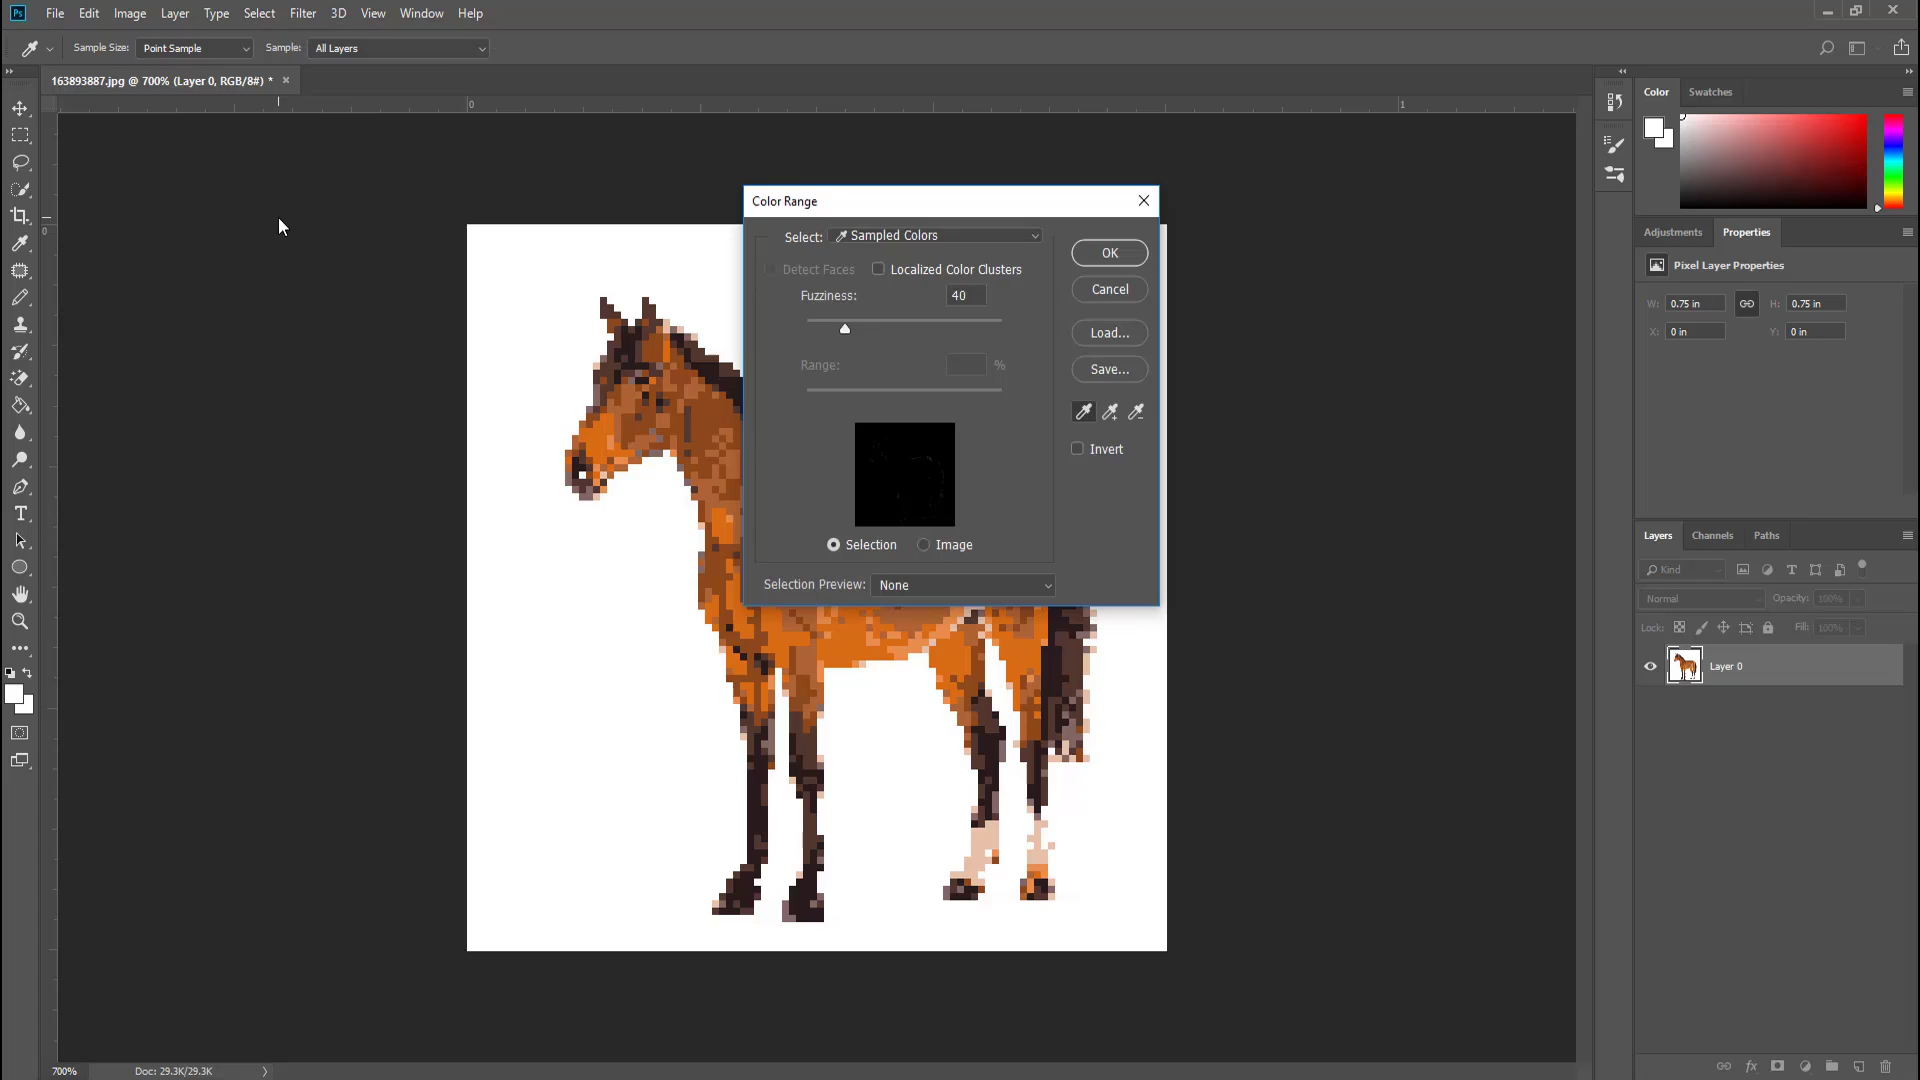 Ps File Edit Image Layer Type Select Filter 3D View Window Help
Sample Size: Point Sample Sample: All Layers
163893887.jpg @ 700% (Layer 0, RGB/8#) *
0 1
0
Color Swatches
Color Range
Select: Sampled Colors
OK
Detect Faces Localized Color Clusters
Fuzziness: 40
Cancel
Load...
Range: %
Save...
Invert
Selection Image
Selection Preview: None
Adjustments Properties
Pixel Layer Properties
W: 0.75 in H: 0.75 in
X: 0 in Y: 0 in
Layers Channels Paths
Kind
Normal Opacity: 100%
Lock: Fill: 100%
Layer 0
700% Doc: 29.3K/29.3K